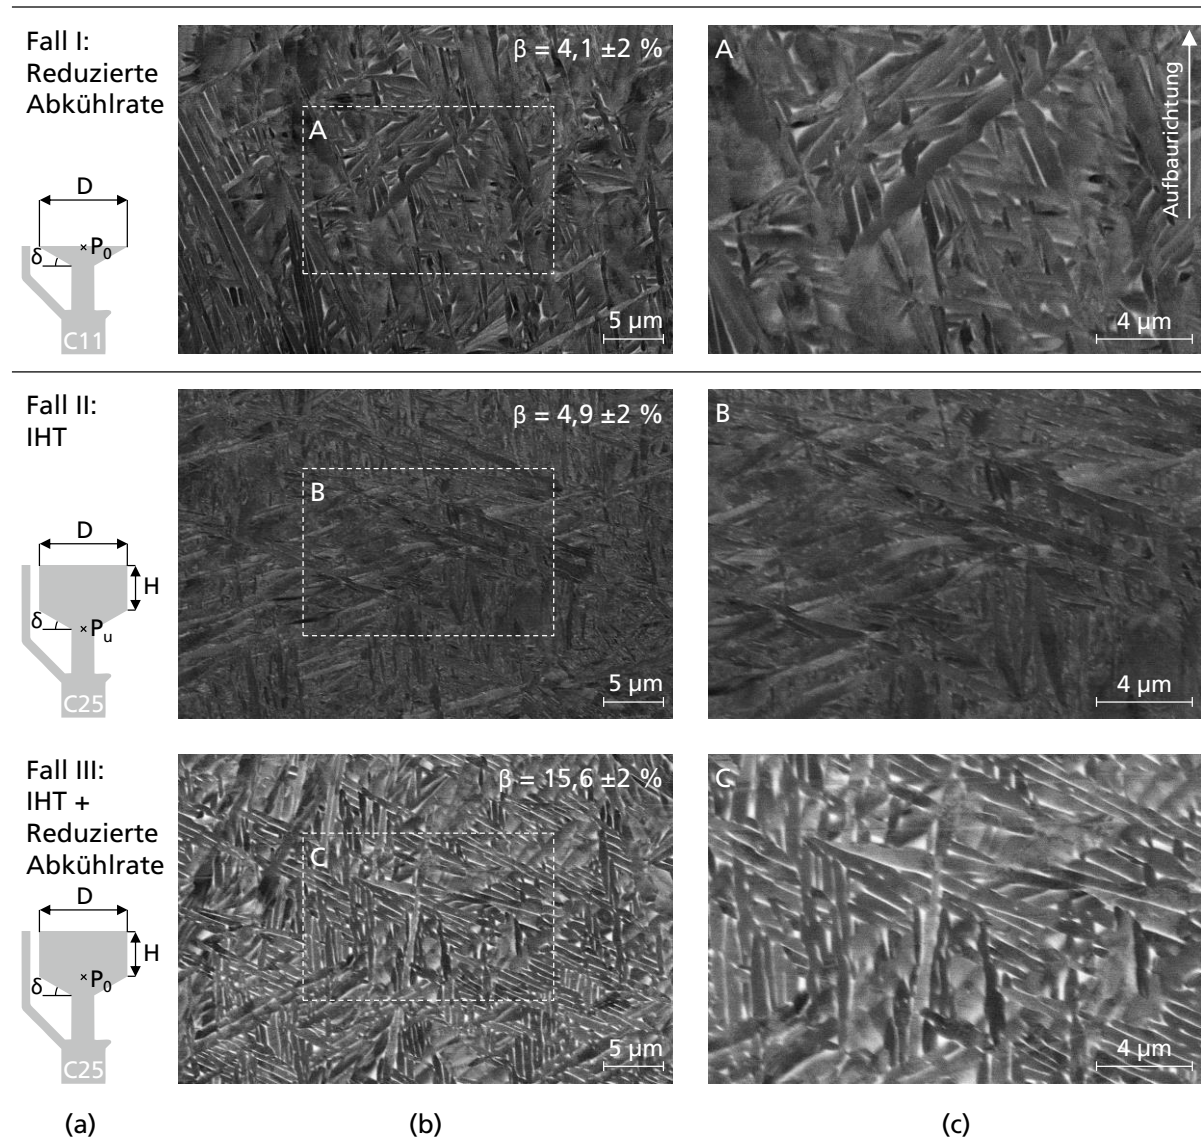 Fall I:
Reduzierte
Abkühlrate
D
δ
P0
C11
β = 4,1 ±2 %
A
5 µm
A
Aufbaurichtung
4 µm
Fall II:
IHT
D
H
δ
Pu
C25
β = 4,9 ±2 %
B
5 µm
B
4 µm
Fall III:
IHT +
Reduzierte
Abkühlrate
D
H
δ
P0
C25
β = 15,6 ±2 %
C
5 µm
C
4 µm
(a)
(b)
(c)